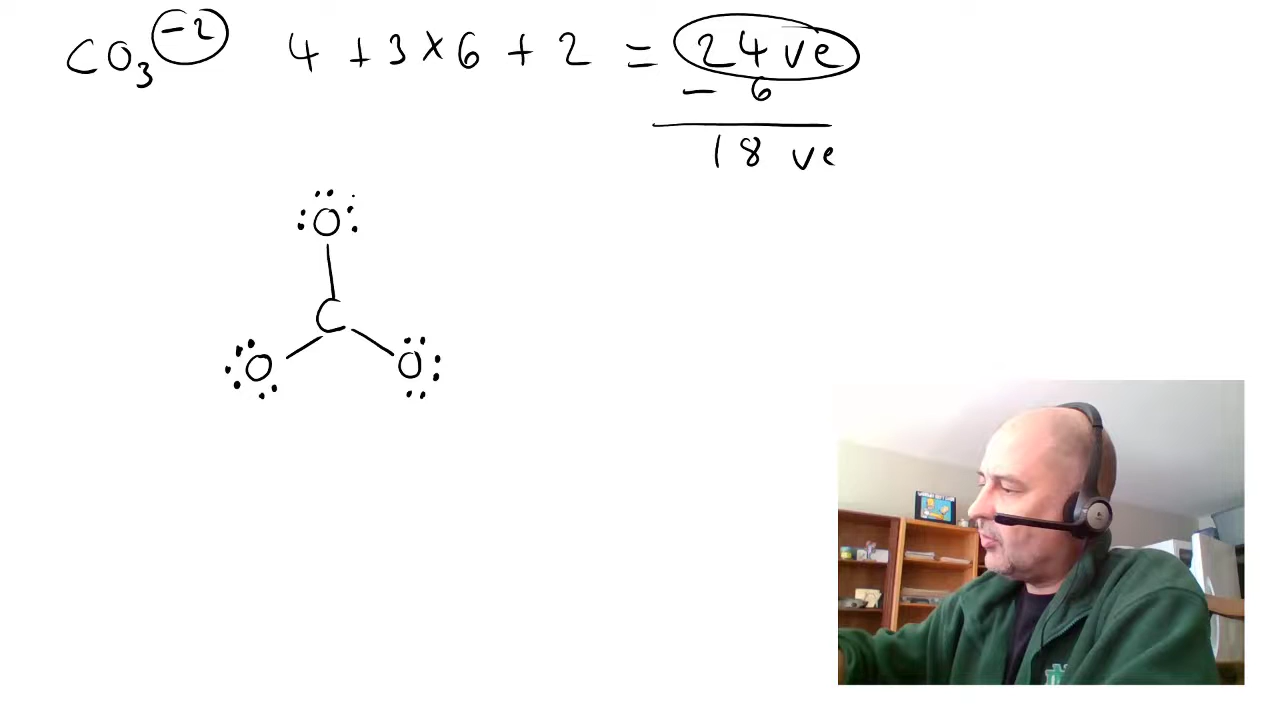 CO₃⁻² 4 + 3 × 6 + 2 = 24 ve
− 6
18 ve
:O:
C
:O O: